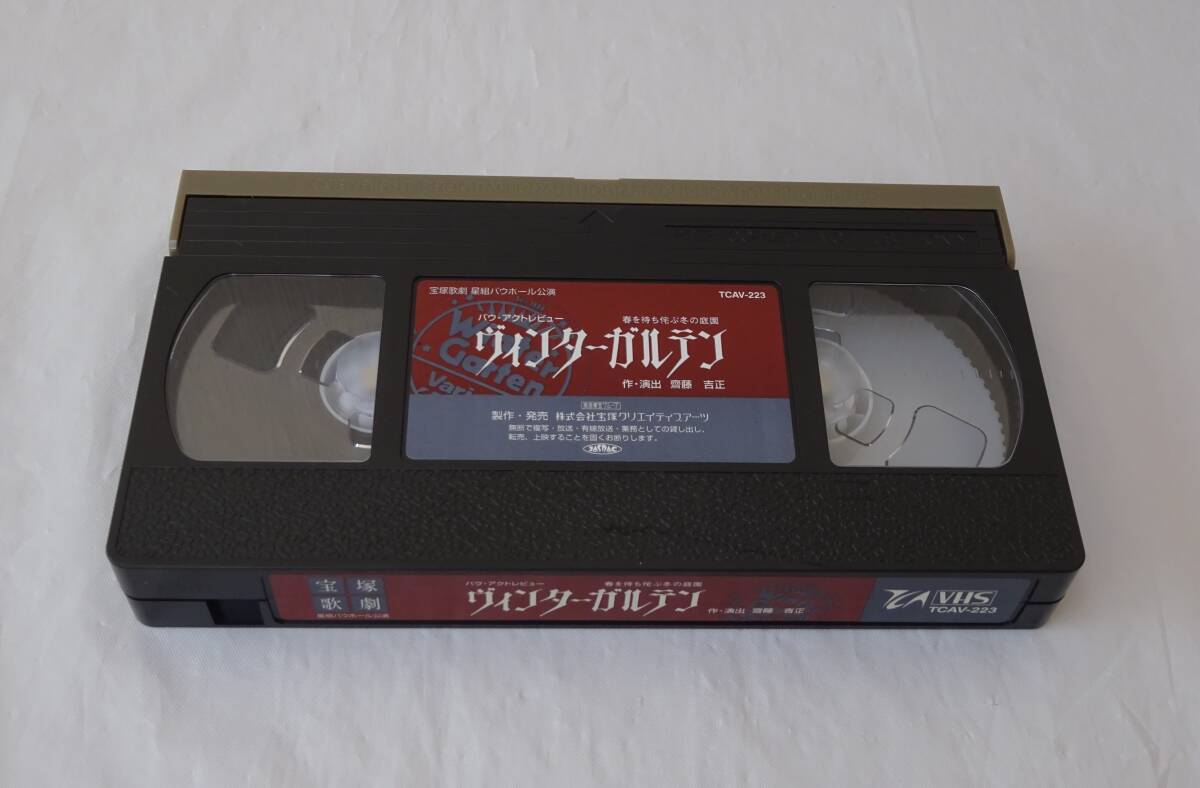 宝塚歌劇 星組バウホール公演
TCAV-223
バウ・アクトレビュー
春を待ち侘ぶ冬の庭園
ヴィンターガルテン
Garten
作・演出 齋藤 吉正
製作・発売 株式会社宝塚クリエイティブアーツ
無断で複写・放送・有線放送・業務としての貸し出し、
転売、上映することを固くお断りします。
宝塚
歌劇
星組バウホール公演
バウ・アクトレビュー
春を待ち侘ぶ冬の庭園
ヴィンターガルテン
作・演出 齋藤 吉正
TCA VHS
TCAV-223